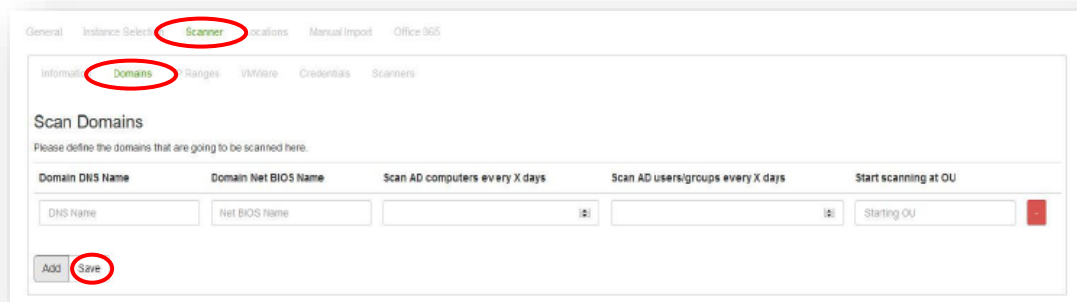 General Instance Selection Scanner Locations Manual Import Office 365
Information Domains IP Ranges VMWare Credentials Scanners
Scan Domains
Please define the domains that are going to be scanned here.
Domain DNS Name Domain Net BIOS Name Scan AD computers every X days Scan AD users/groups every X days Start scanning at OU
DNS Name Net BIOS Name Starting OU -
Add Save